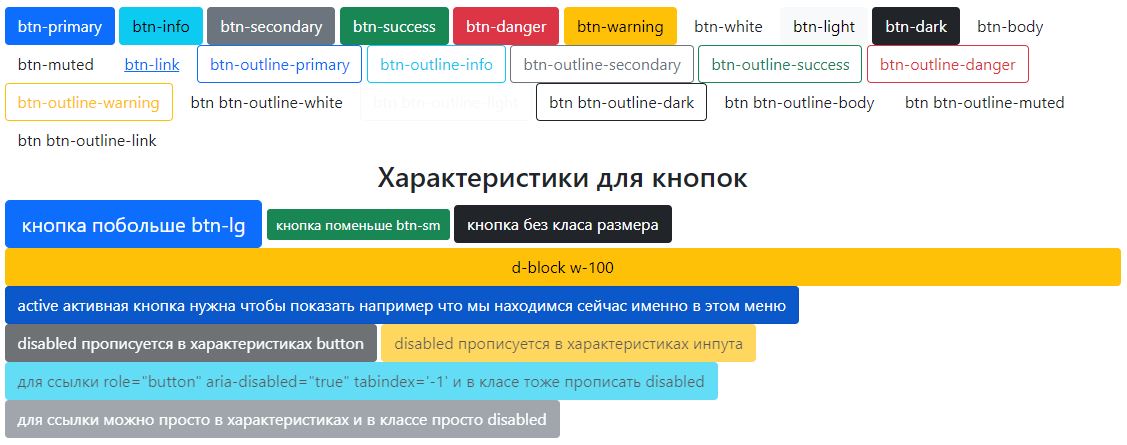 btn-primary btn-info btn-secondary btn-success btn-danger btn-warning btn-white btn-light btn-dark btn-body
btn-muted btn-link btn-outline-primary btn-outline-info btn-outline-secondary btn-outline-success btn-outline-danger
btn-outline-warning btn btn-outline-white btn btn-outline-light btn btn-outline-dark btn btn-outline-body btn btn-outline-muted
btn btn-outline-link
Характеристики для кнопок
кнопка побольше btn-lg кнопка поменьше btn-sm кнопка без класа размера
d-block w-100
active активная кнопка нужна чтобы показать например что мы находимся сейчас именно в этом меню
disabled прописуется в характеристиках button disabled прописуется в характеристиках инпута
для ссылки role="button" aria-disabled="true" tabindex='-1' и в класе тоже прописать disabled
для ссылки можно просто в характеристиках и в классе просто disabled